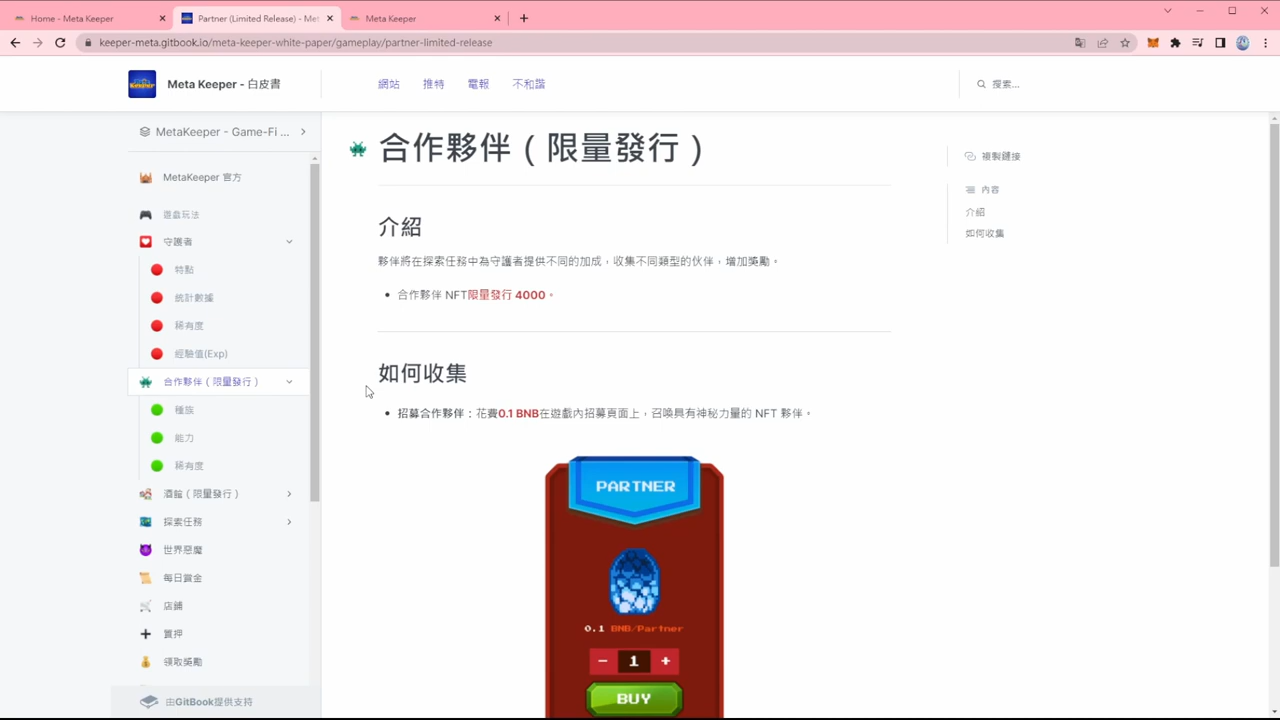 Home - Meta Keeper
Partner (Limited Release) - Met
Meta Keeper
keeper-meta.gitbook.io/meta-keeper-white-paper/gameplay/partner-limited-release
Meta Keeper - 白皮書
網站
推特
電報
不和諧
搜索...
MetaKeeper - Game-Fi ...
MetaKeeper 官方
遊戲玩法
守護者
特點
統計數據
稀有度
經驗值(Exp)
合作夥伴（限量發行）
種族
能力
稀有度
酒館（限量發行）
探索任務
世界惡魔
每日賞金
店鋪
質押
領取獎勵
由GitBook提供支持
合作夥伴（限量發行）
介紹
夥伴將在探索任務中為守護者提供不同的加成，收集不同類型的伙伴，增加獎勵。
• 合作夥伴 NFT限量發行 4000。
如何收集
• 招募合作夥伴：花費0.1 BNB在遊戲內招募頁面上，召喚具有神秘力量的 NFT 夥伴。
PARTNER
0.1 BNB/Partner
− 1 +
BUY
複製鏈接
內容
介紹
如何收集